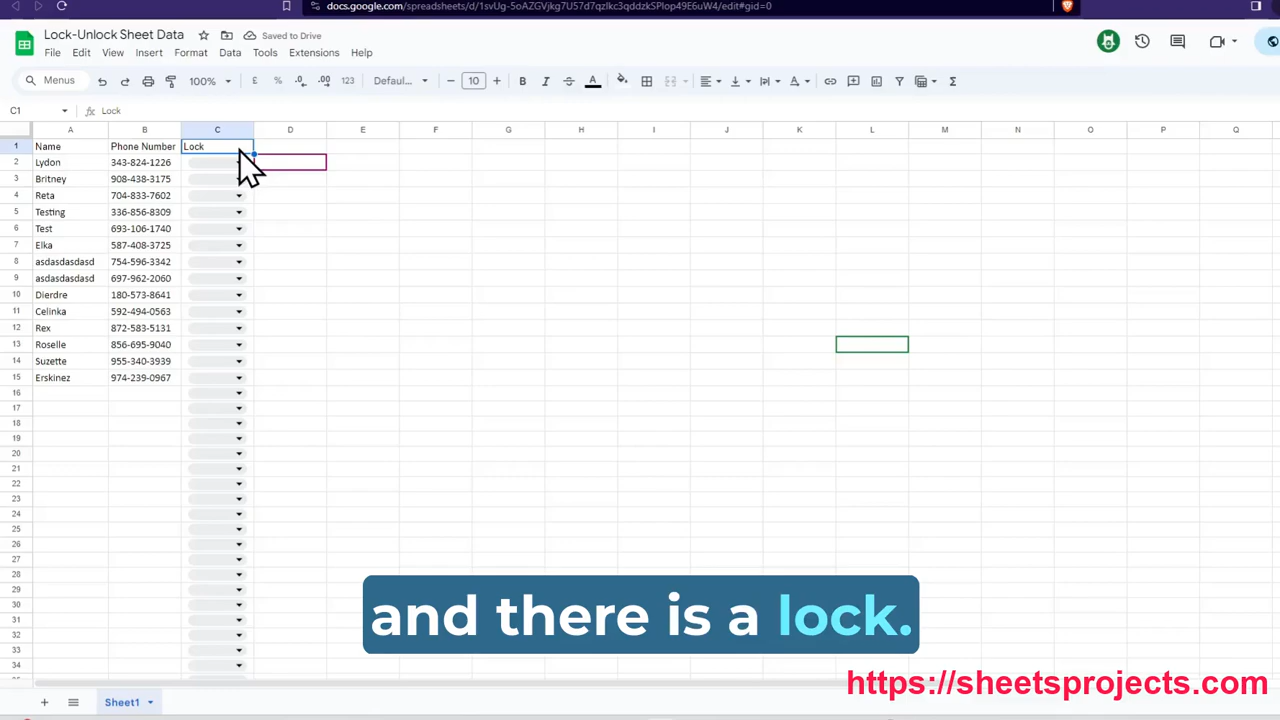 docs.google.com/spreadsheets/d/1svUg-5oAZGVjkg7U57d7qzlkc3qddzkSPlop49E6uW4/edit#gid=0
Lock-Unlock Sheet Data
Saved to Drive
File Edit View Insert Format Data Tools Extensions Help
Menus 100% £ % .0 .00 123 Defaul... 10 B I A Σ
C1 fx Lock
A B C D E F G H I J K L M N O P Q
1 Name Phone Number Lock
2 Lydon 343-824-1226
3 Britney 908-438-3175
4 Reta 704-833-7602
5 Testing 336-856-8309
6 Test 693-106-1740
7 Elka 587-408-3725
8 asdasdasdasd 754-596-3342
9 asdasdasdasd 697-962-2060
10 Dierdre 180-573-8641
11 Celinka 592-494-0563
12 Rex 872-583-5131
13 Roselle 856-695-9040
14 Suzette 955-340-3939
15 Erskinez 974-239-0967
16
17
18
19
20
21
22
23
24
25
26
27
28
29
30
31
32
33
34
and there is a lock.
https://sheetsprojects.com
Sheet1